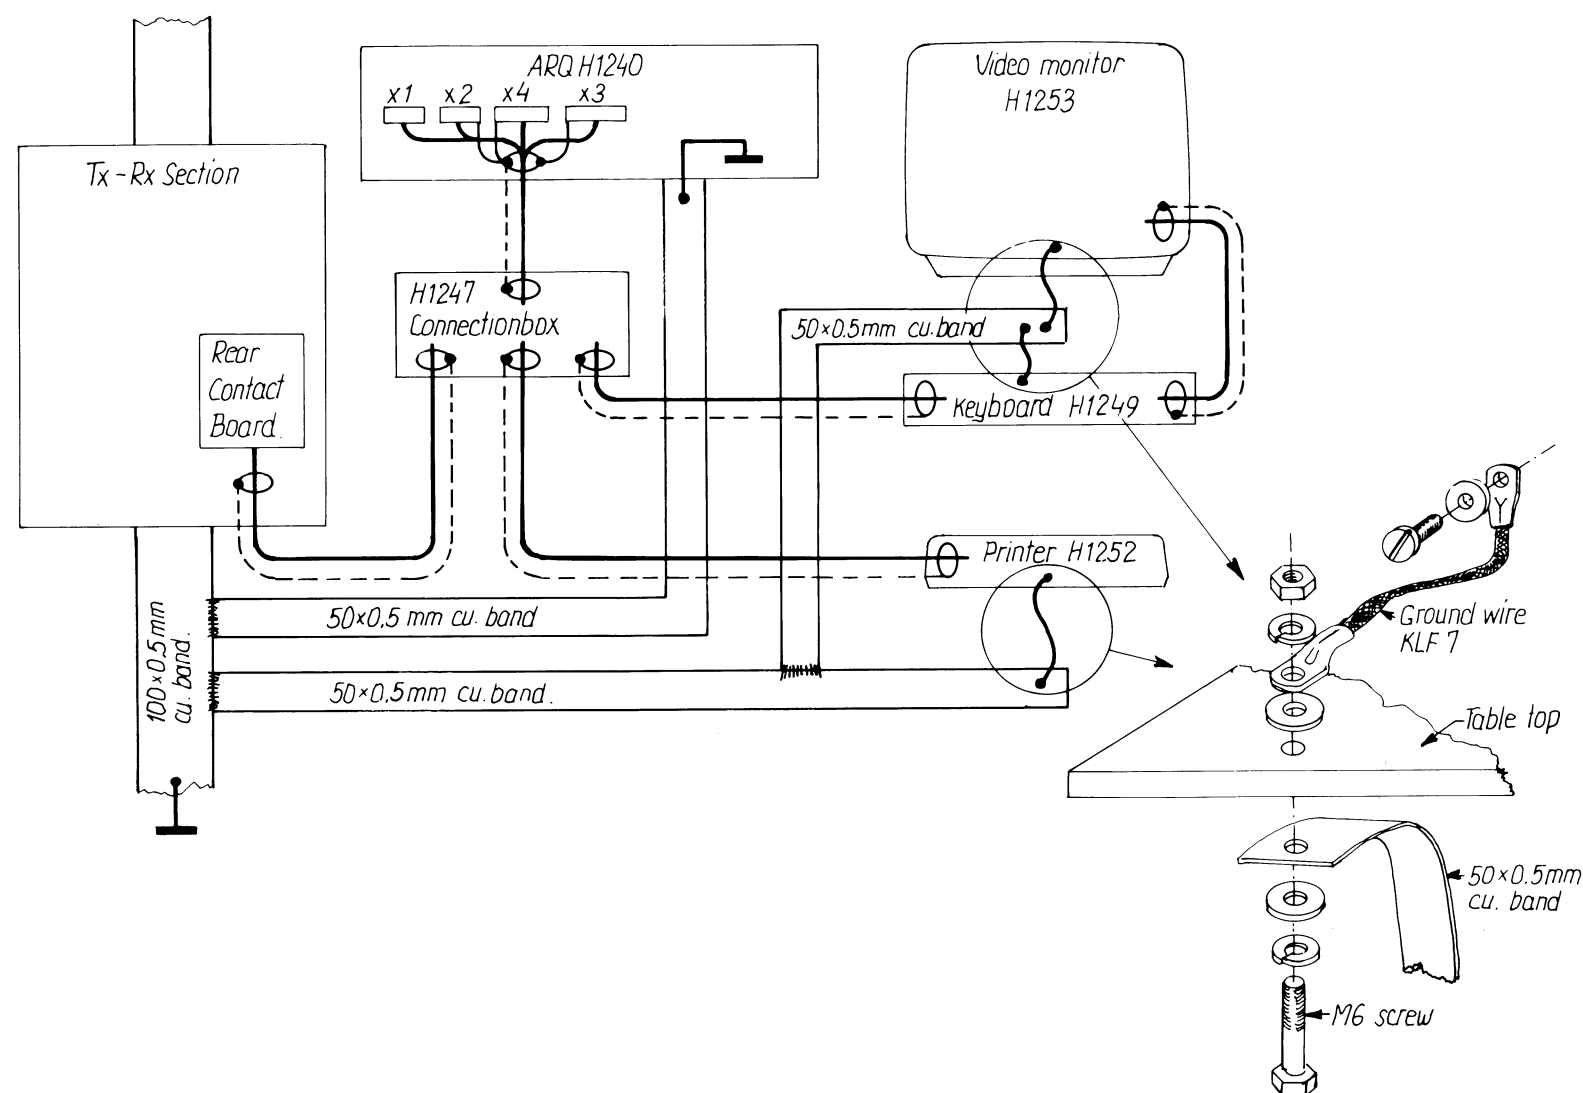 ARQ H1240
x1 x2 x4 x3
Video monitor
H1253
Tx-Rx Section
H1247
Connectionbox
50×0.5mm cu.band
Rear
Contact
Board.
Keyboard H1249
Printer H1252
50×0,5 mm cu. band
100×0.5mm
cu. band.
50×0,5mm cu.band.
Y
Ground wire
KLF 7
Table top
50×0.5mm
cu. band
M6 screw